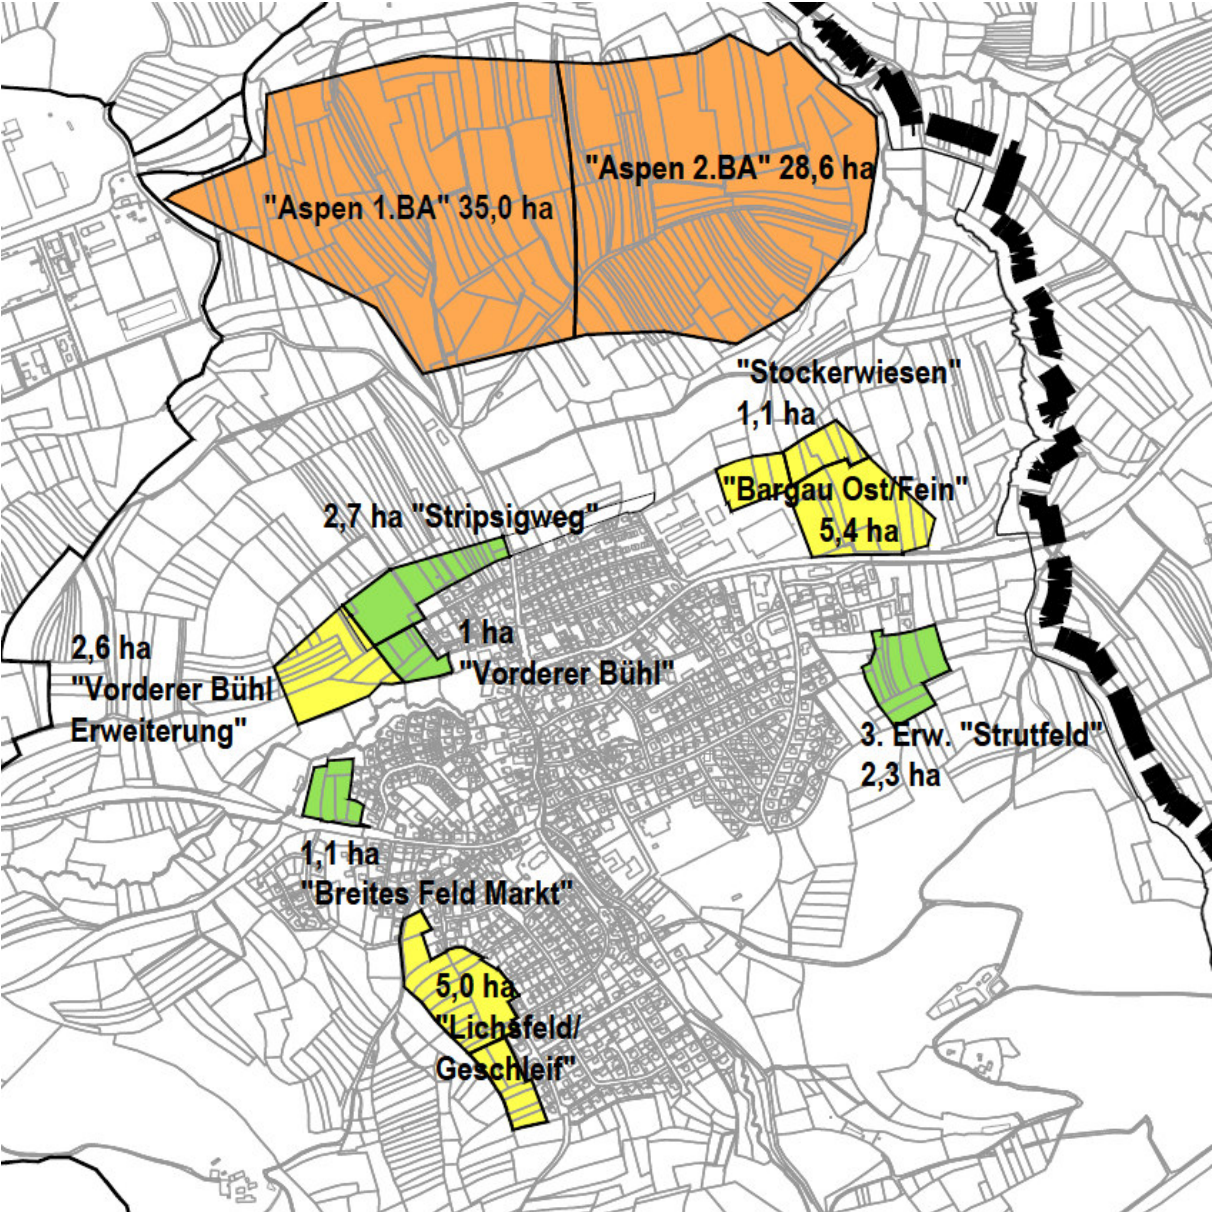 "Aspen 2.BA" 28,6 ha
"Aspen 1.BA" 35,0 ha
"Stockerwiesen"
1,1 ha
"Bargau Ost/Fein"
5,4 ha
2,7 ha "Stripsigweg"
1 ha
"Vorderer Bühl"
2,6 ha
"Vorderer Bühl
Erweiterung"
3. Erw. "Strutfeld"
2,3 ha
1,1 ha
"Breites Feld Markt"
5,0 ha
"Lichsfeld/
Geschleif"